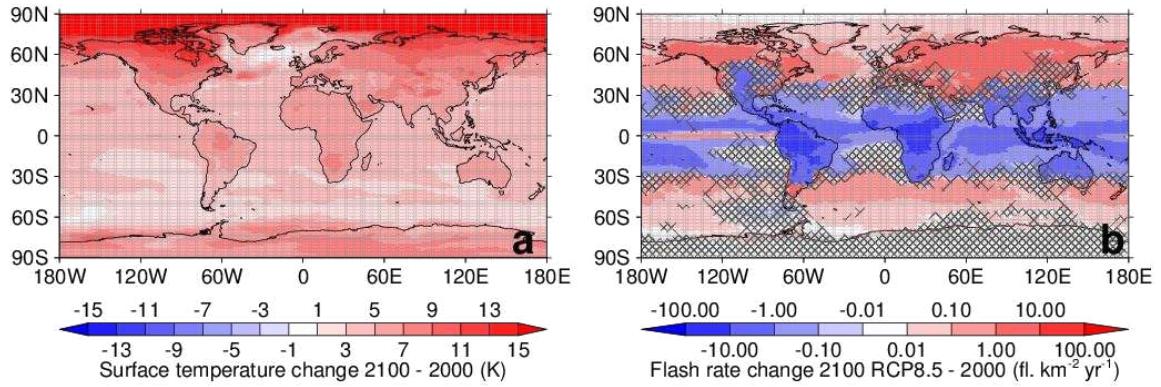 90N
60N
30N
0
30S
60S
90S
180W 120W 60W 0 60E 120E 180E
a
-15 -11 -7 -3 1 5 9 13
-13 -9 -5 -1 3 7 11 15
Surface temperature change 2100 - 2000 (K)
90N
60N
30N
0
30S
60S
90S
180W 120W 60W 0 60E 120E 180E
b
-100.00 -1.00 -0.01 0.10 10.00
-10.00 -0.10 0.01 1.00 100.00
Flash rate change 2100 RCP8.5 - 2000 (fl. km⁻² yr⁻¹)